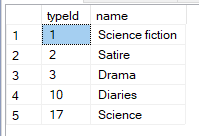 typeId name
1 1 Science fiction
2 2 Satire
3 3 Drama
4 10 Diaries
5 17 Science